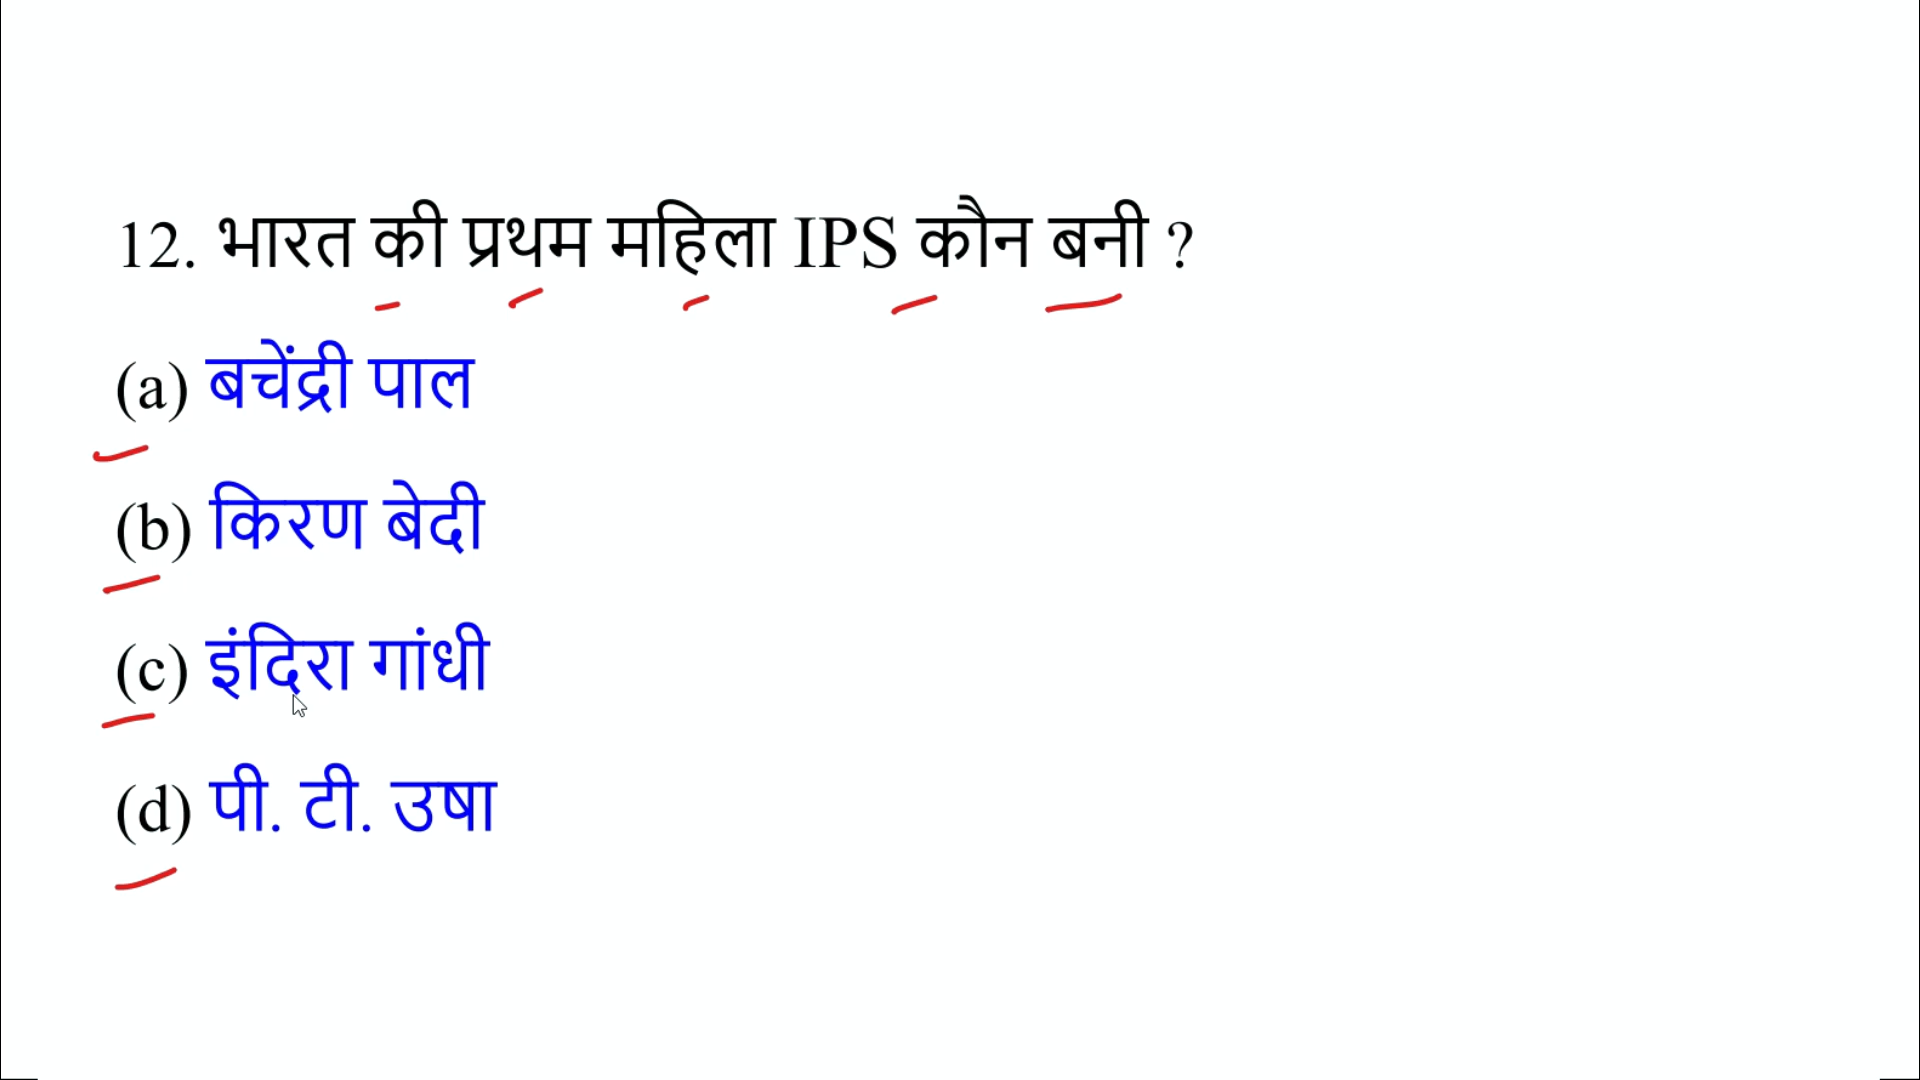 12. भारत की प्रथम महिला IPS कौन बनी ?
(a) बचेंद्री पाल
(b) किरण बेदी
(c) इंदिरा गांधी
(d) पी. टी. उषा